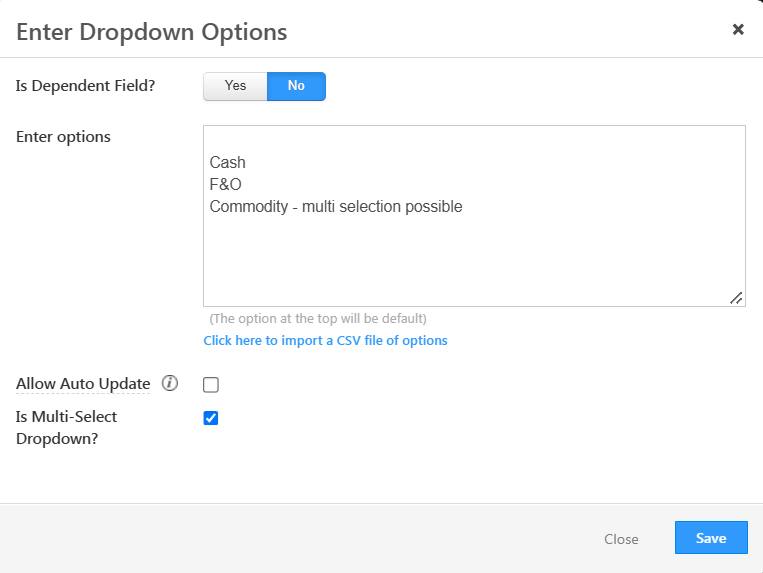 Enter Dropdown Options
Is Dependent Field?
Yes
No
Enter options
Cash
F&O
Commodity - multi selection possible
(The option at the top will be default)
Click here to import a CSV file of options
Allow Auto Update
Is Multi-Select
Dropdown?
Close
Save